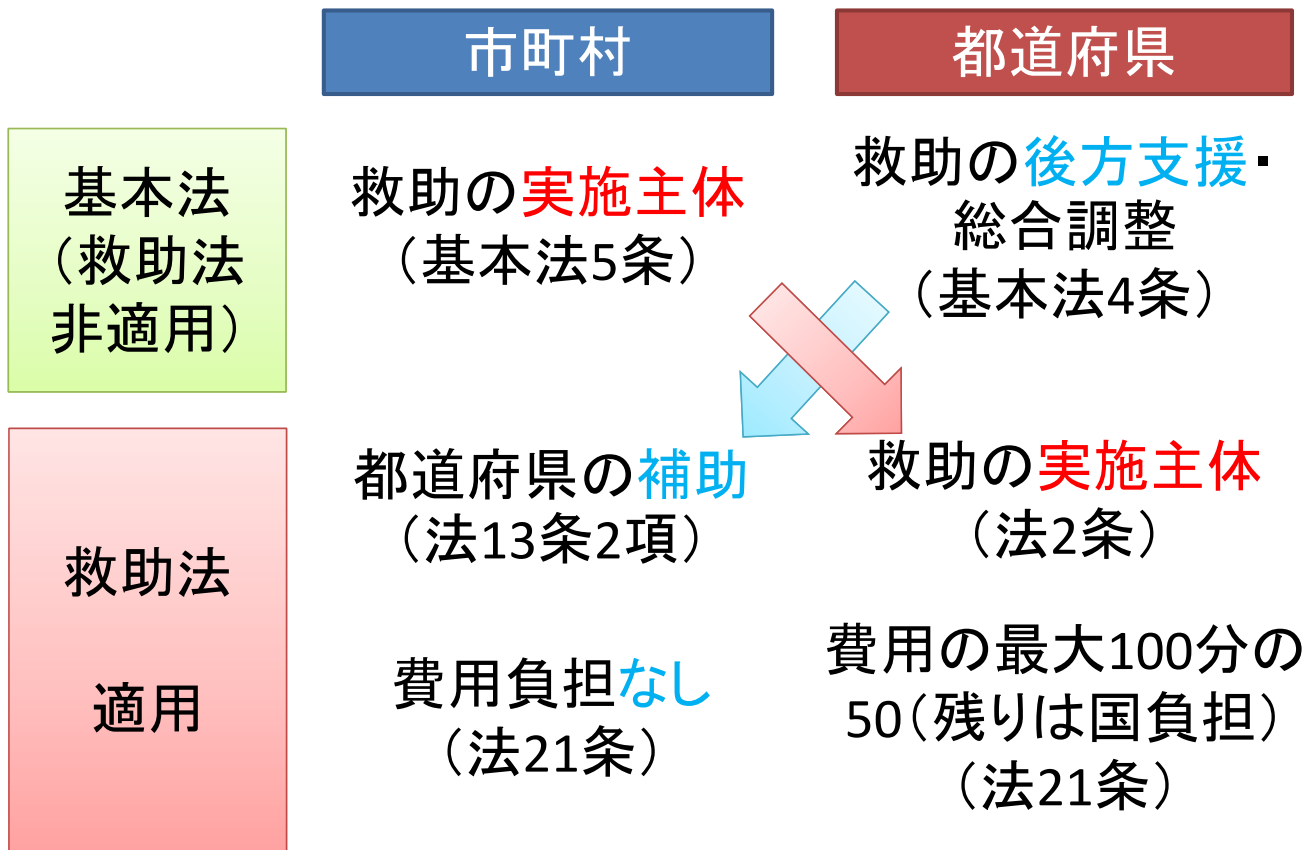 市町村
都道府県
基本法
（救助法
非適用）
救助の実施主体
（基本法5条）
救助の後方支援・
総合調整
（基本法4条）
救助法
適用
都道府県の補助
（法13条2項）
救助の実施主体
（法2条）
費用負担なし
（法21条）
費用の最大100分の
50（残りは国負担）
（法21条）